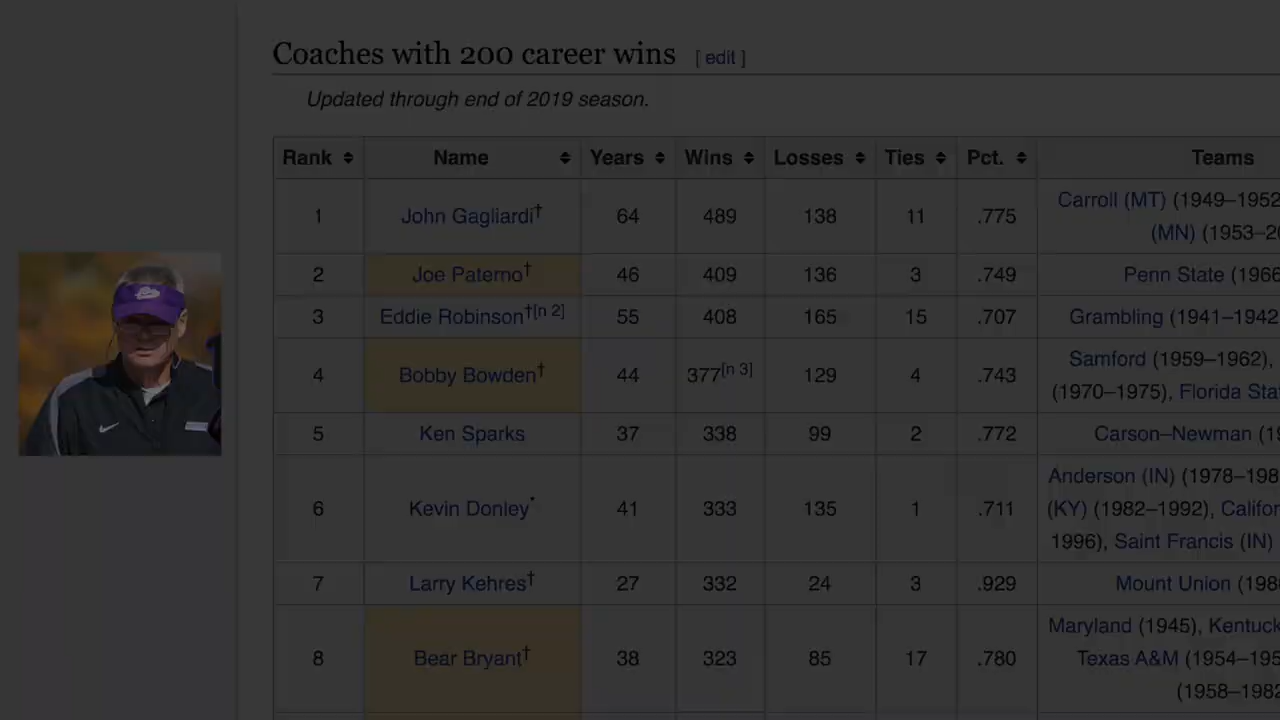 Coaches with 200 career wins [ edit ]
Updated through end of 2019 season.
Rank Name Years Wins Losses Ties Pct. Teams
1 John Gagliardi† 64 489 138 11 .775 Carroll (MT) (1949–1952
(MN) (1953–20
2 Joe Paterno† 46 409 136 3 .749 Penn State (1966
3 Eddie Robinson†[n 2] 55 408 165 15 .707 Grambling (1941–1942
4 Bobby Bowden† 44 377[n 3] 129 4 .743 Samford (1959–1962),
(1970–1975), Florida Sta
5 Ken Sparks 37 338 99 2 .772 Carson–Newman (19
6 Kevin Donley* 41 333 135 1 .711 Anderson (IN) (1978–198
(KY) (1982–1992), Califor
1996), Saint Francis (IN)
7 Larry Kehres† 27 332 24 3 .929 Mount Union (198
8 Bear Bryant† 38 323 85 17 .780 Maryland (1945), Kentuck
Texas A&M (1954–195
(1958–1982